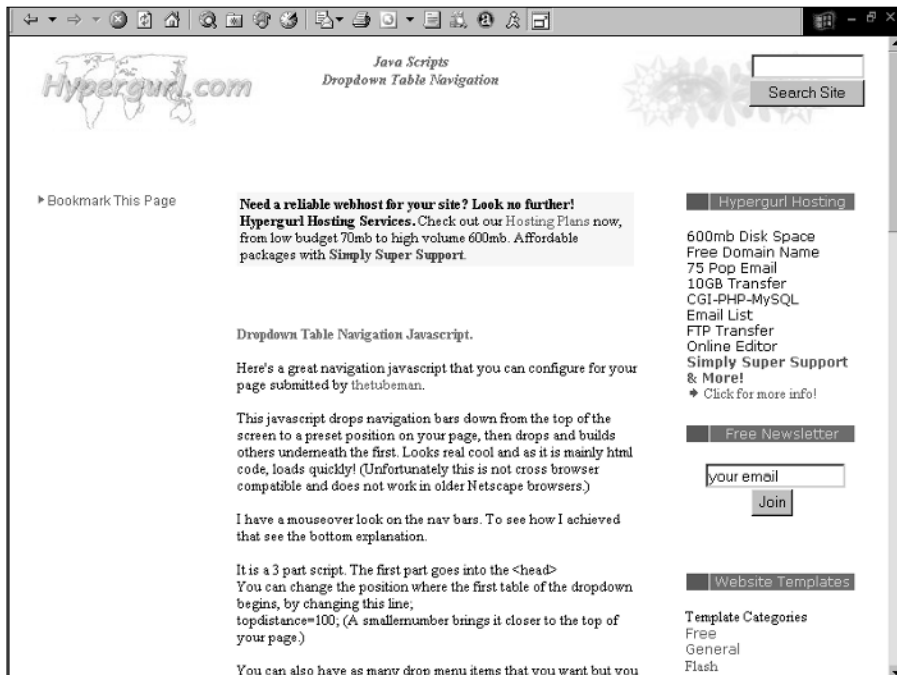 Hypergurl.com
Java Scripts
Dropdown Table Navigation
Search Site
Bookmark This Page
Need a reliable webhost for your site? Look no further!
Hypergurl Hosting Services. Check out our Hosting Plans now,
from low budget 70mb to high volume 600mb. Affordable
packages with Simply Super Support.
Dropdown Table Navigation Javascript.
Here's a great navigation javascript that you can configure for your
page submitted by thetubeman.
This javascript drops navigation bars down from the top of the
screen to a preset position on your page, then drops and builds
others underneath the first. Looks real cool and as it is mainly html
code, loads quickly! (Unfortunately this is not cross browser
compatible and does not work in older Netscape browsers.)
I have a mouseover look on the nav bars. To see how I achieved
that see the bottom explanation.
It is a 3 part script. The first part goes into the <head>
You can change the position where the first table of the dropdown
begins, by changing this line;
topdistance=100; (A smallernumber brings it closer to the top of
your page.)
You can also have as many drop menu items that you want but you
Hypergurl Hosting
600mb Disk Space
Free Domain Name
75 Pop Email
10GB Transfer
CGI-PHP-MySQL
Email List
FTP Transfer
Online Editor
Simply Super Support
& More!
Click for more info!
Free Newsletter
your email
Join
Website Templates
Template Categories
Free
General
Flash